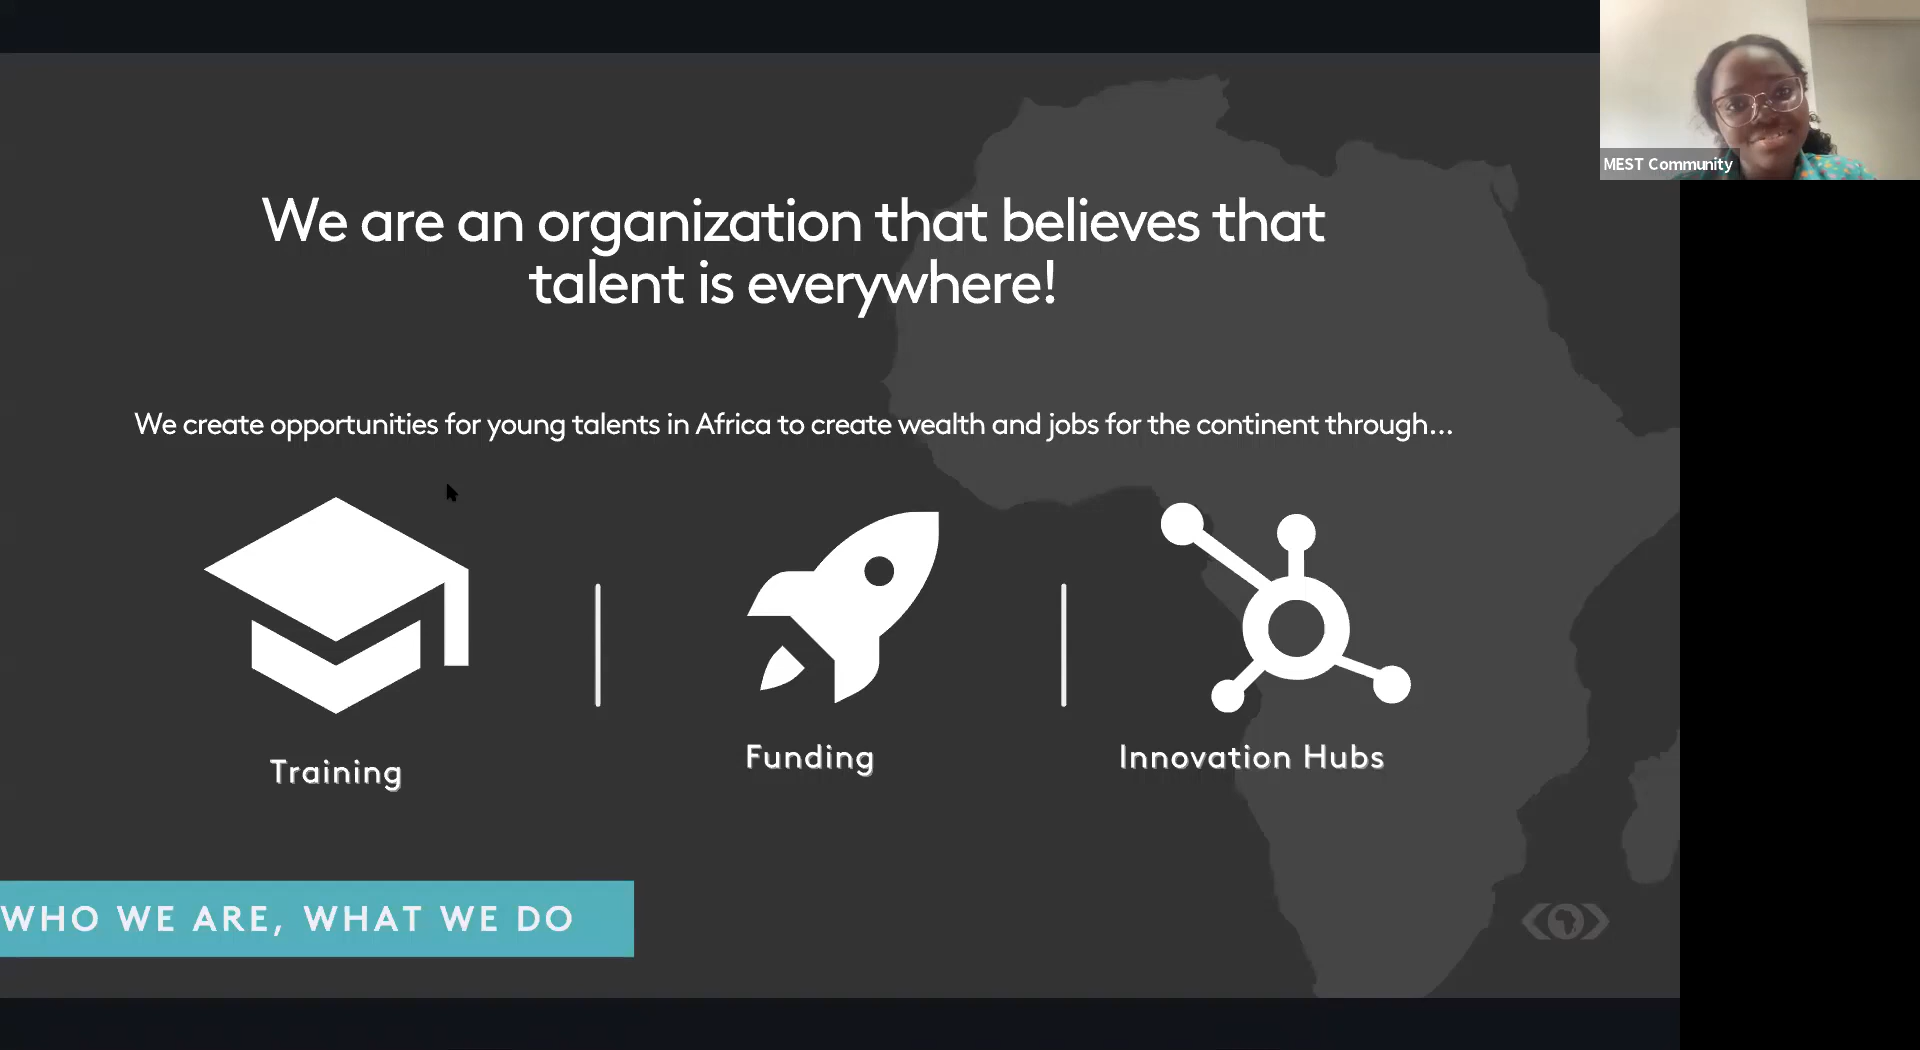 MEST Community
We are an organization that believes that
talent is everywhere!
We create opportunities for young talents in Africa to create wealth and jobs for the continent through...
Training
Funding
Innovation Hubs
WHO WE ARE, WHAT WE DO